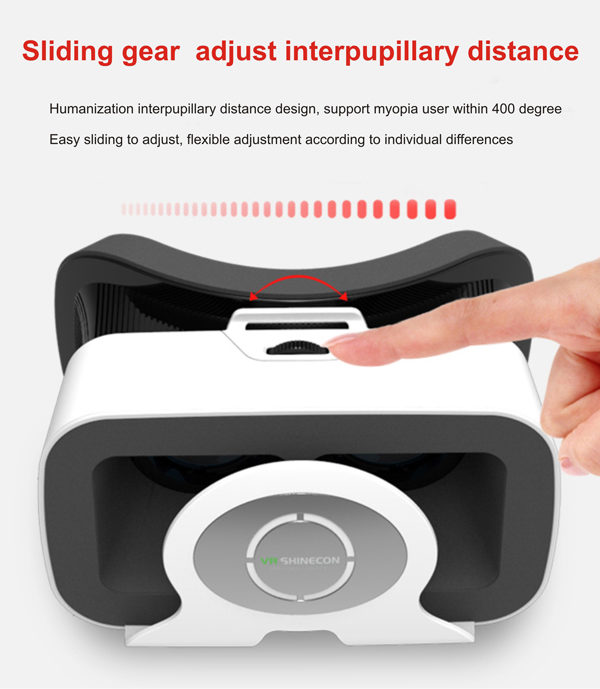 Sliding gear adjust interpupillary distance
Humanization interpupillary distance design, support myopia user within 400 degree
Easy sliding to adjust, flexible adjustment according to individual differences
VR SHINECON